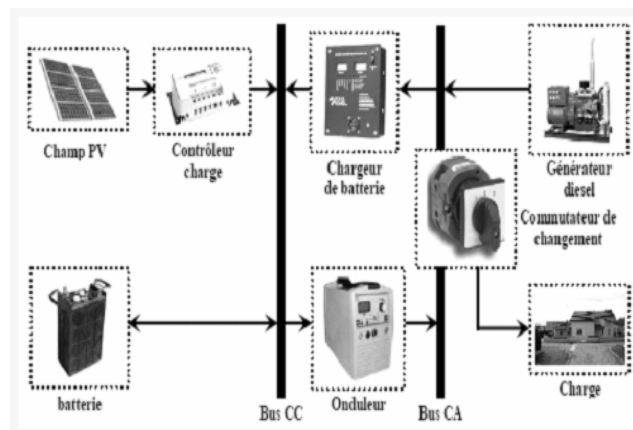 Champ PV
Contrôleur
charge
Chargeur
de batterie
Générateur
diesel
Commutateur de
changement
batterie
Bus CC
Onduleur
Bus CA
Charge